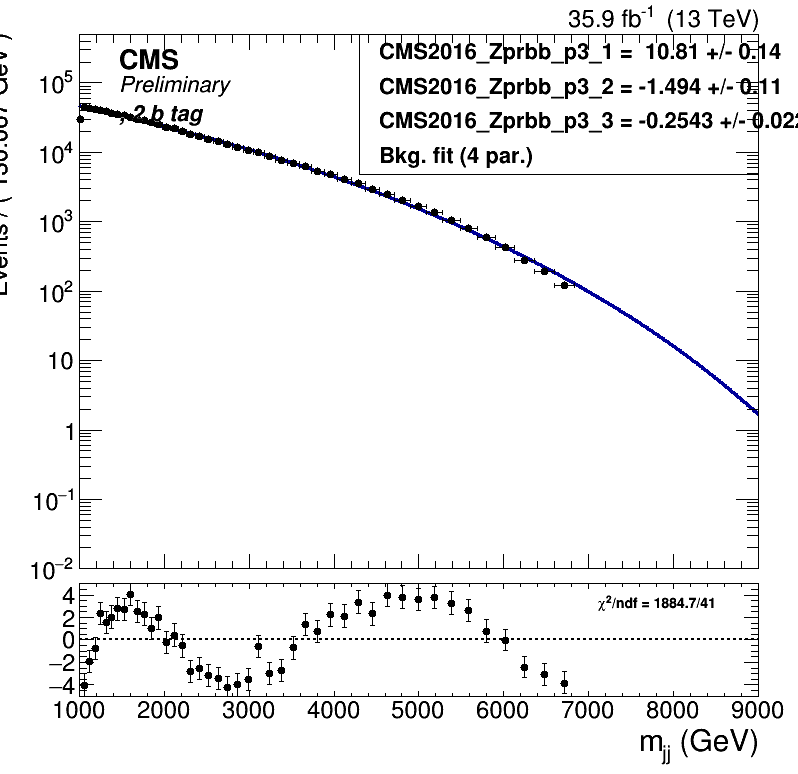 35.9 fb⁻¹ (13 TeV)
CMS
Preliminary
, 2 b tag
CMS2016_Zprbb_p3_1 = 10.81 +/- 0.14
CMS2016_Zprbb_p3_2 = -1.494 +/- 0.11
CMS2016_Zprbb_p3_3 = -0.2543 +/- 0.022
Bkg. fit (4 par.)
10⁵
10⁴
10³
10²
10
1
10⁻¹
10⁻²
χ²/ndf = 1884.7/41
4
2
0
−2
−4
1000 2000 3000 4000 5000 6000 7000 8000 9000
m_jj (GeV)